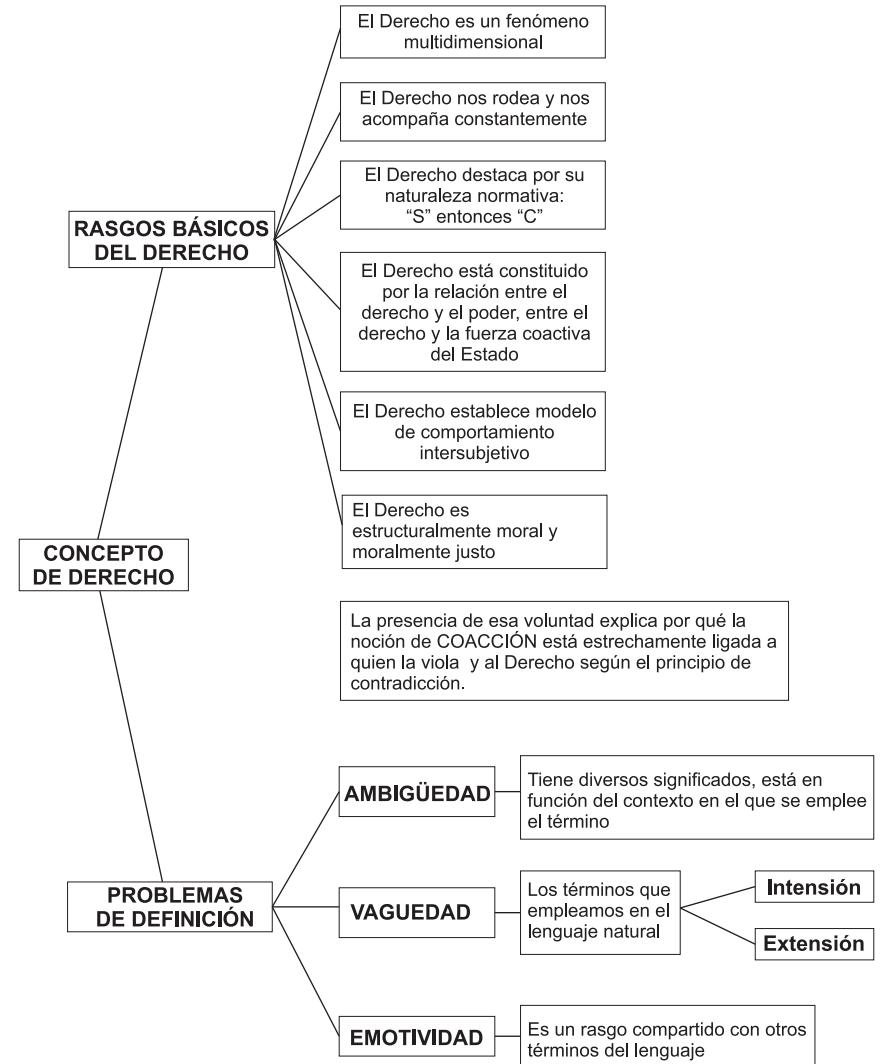 El Derecho es un fenómeno
multidimensional
El Derecho nos rodea y nos
acompaña constantemente
El Derecho destaca por su
naturaleza normativa:
“S” entonces “C”
RASGOS BÁSICOS
DEL DERECHO
El Derecho está constituido
por la relación entre el
derecho y el poder, entre el
derecho y la fuerza coactiva
del Estado
El Derecho establece modelo
de comportamiento
intersubjetivo
El Derecho es
estructuralmente moral y
moralmente justo
CONCEPTO
DE DERECHO
La presencia de esa voluntad explica por qué la
noción de COACCIÓN está estrechamente ligada a
quien la viola y al Derecho según el principio de
contradicción.
AMBIGÜEDAD
Tiene diversos significados, está en
función del contexto en el que se emplee
el término
PROBLEMAS
DE DEFINICIÓN
VAGUEDAD
Los términos que
empleamos en el
lenguaje natural
Intensión
Extensión
EMOTIVIDAD
Es un rasgo compartido con otros
términos del lenguaje